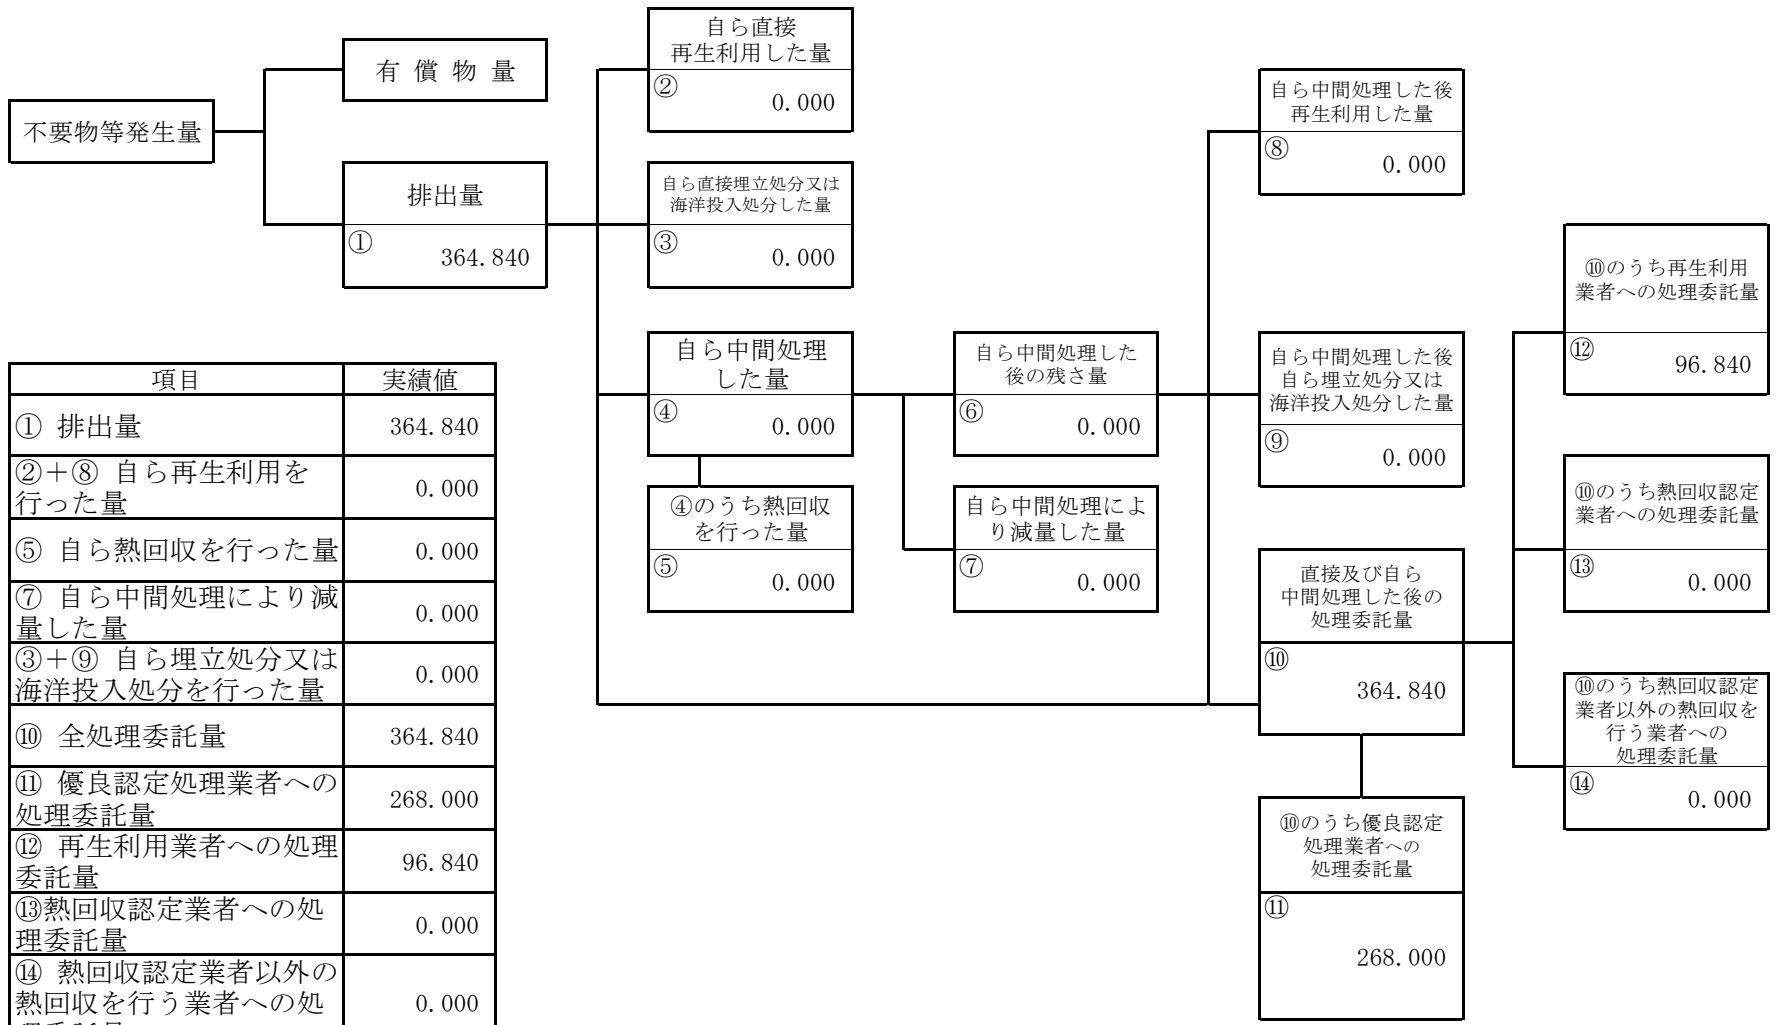 不要物等発生量
有 償 物 量
排出量
①
364.840
自ら直接
再生利用した量
②
0.000
自ら直接埋立処分又は
海洋投入処分した量
③
0.000
自ら中間処理
した量
④
0.000
④のうち熱回収
を行った量
⑤
0.000
自ら中間処理した
後の残さ量
⑥
0.000
自ら中間処理によ
り減量した量
⑦
0.000
自ら中間処理した後
再生利用した量
⑧
0.000
自ら中間処理した後
自ら埋立処分又は
海洋投入処分した量
⑨
0.000
直接及び自ら
中間処理した後の
処理委託量
⑩
364.840
⑩のうち優良認定
処理業者への
処理委託量
⑪
268.000
⑩のうち再生利用
業者への処理委託量
⑫
96.840
⑩のうち熱回収認定
業者への処理委託量
⑬
0.000
⑩のうち熱回収認定
業者以外の熱回収を
行う業者への
処理委託量
⑭
0.000
項目 実績値
① 排出量 364.840
②＋⑧ 自ら再生利用を
行った量 0.000
⑤ 自ら熱回収を行った量 0.000
⑦ 自ら中間処理により減
量した量 0.000
③＋⑨ 自ら埋立処分又は
海洋投入処分を行った量 0.000
⑩ 全処理委託量 364.840
⑪ 優良認定処理業者への
処理委託量 268.000
⑫ 再生利用業者への処理
委託量 96.840
⑬熱回収認定業者への処
理委託量 0.000
⑭ 熱回収認定業者以外の
熱回収を行う業者への処 0.000